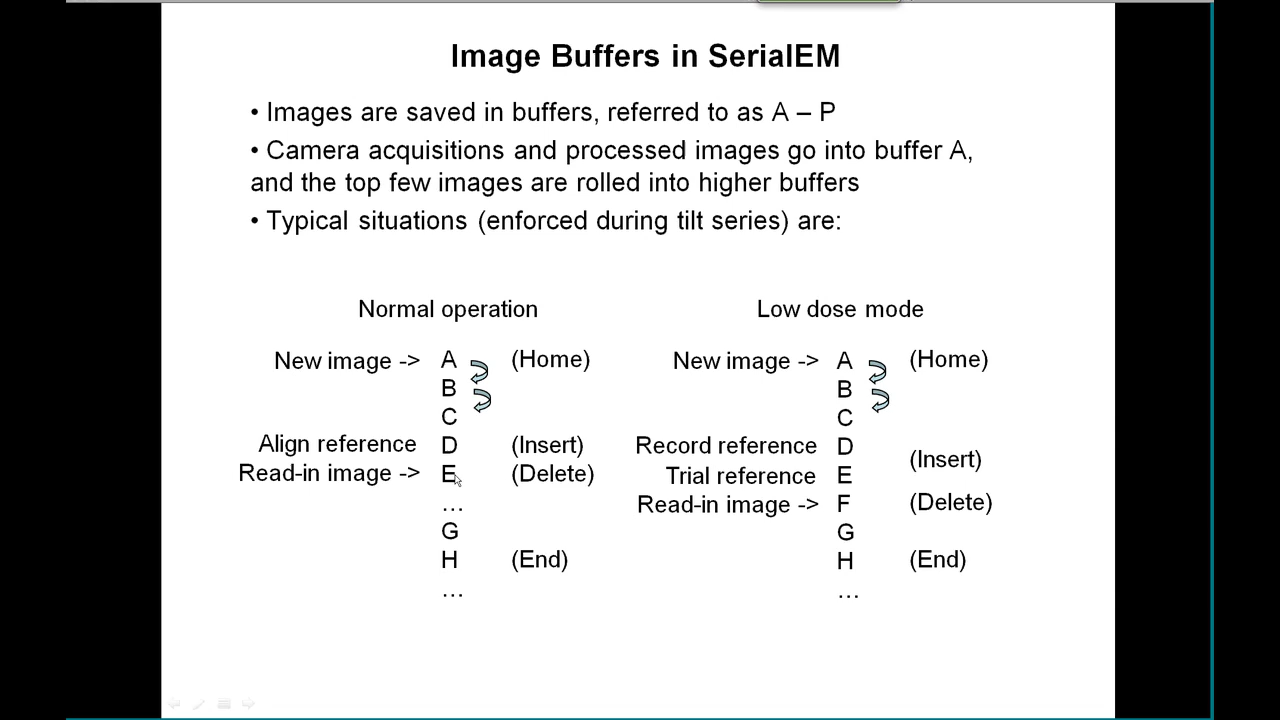 Image Buffers in SerialEM
• Images are saved in buffers, referred to as A – P
• Camera acquisitions and processed images go into buffer A,
and the top few images are rolled into higher buffers
• Typical situations (enforced during tilt series) are:
Normal operation
New image -> A (Home)
B
C
Align reference D (Insert)
Read-in image -> E (Delete)
...
G
H (End)
...
Low dose mode
New image -> A (Home)
B
C
Record reference D
(Insert)
Trial reference E
Read-in image -> F (Delete)
G
H (End)
...